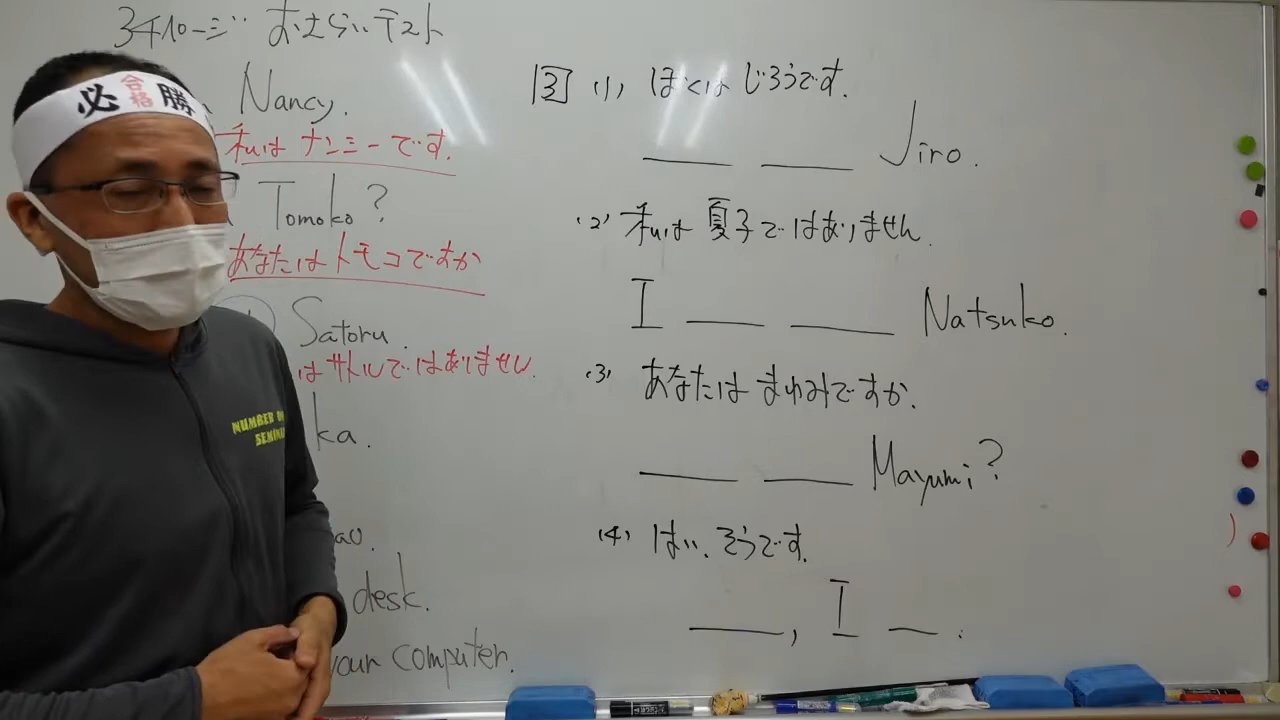 34ページ おさらいテスト
Nancy.
私は ナンシーです.
Tomoko?
あなたは トモコですか
Satoru.
はサトルではありません.
ka.
ao.
desk.
your computer.
3 (1) ぼくは じろうです.
Jiro.
(2) 私は 夏子ではありません.
I Natsuko.
(3) あなたは まゆみですか.
Mayumi?
(4) はい、そうです.
, I .
必 合格 勝
NUMBER
SEMINA